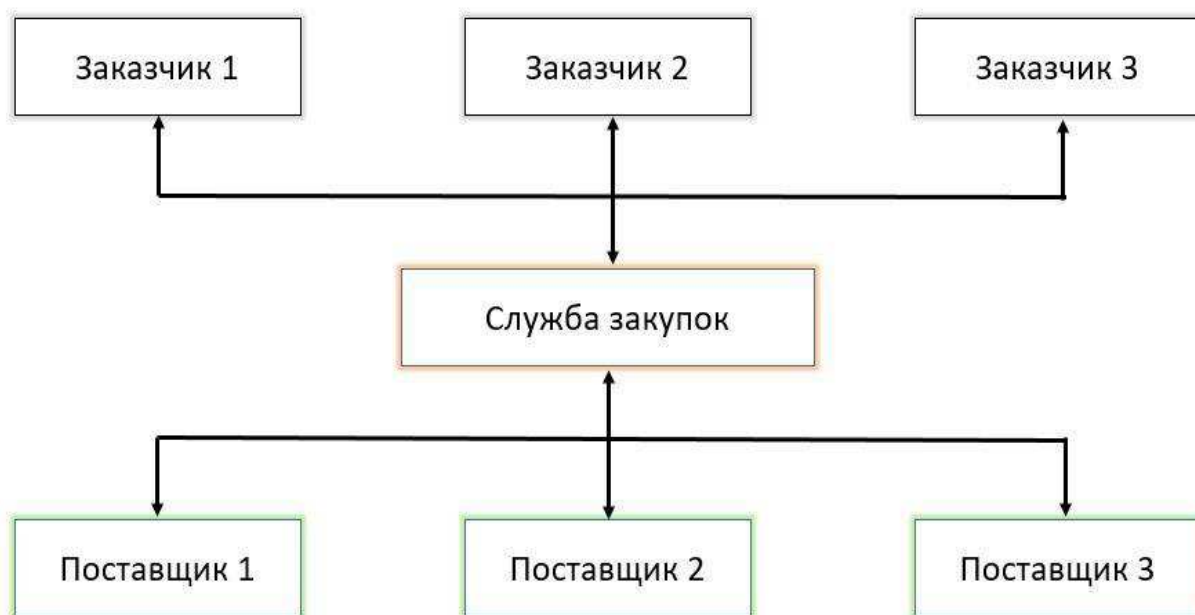 Заказчик 1
Заказчик 2
Заказчик 3
Служба закупок
Поставщик 1
Поставщик 2
Поставщик 3